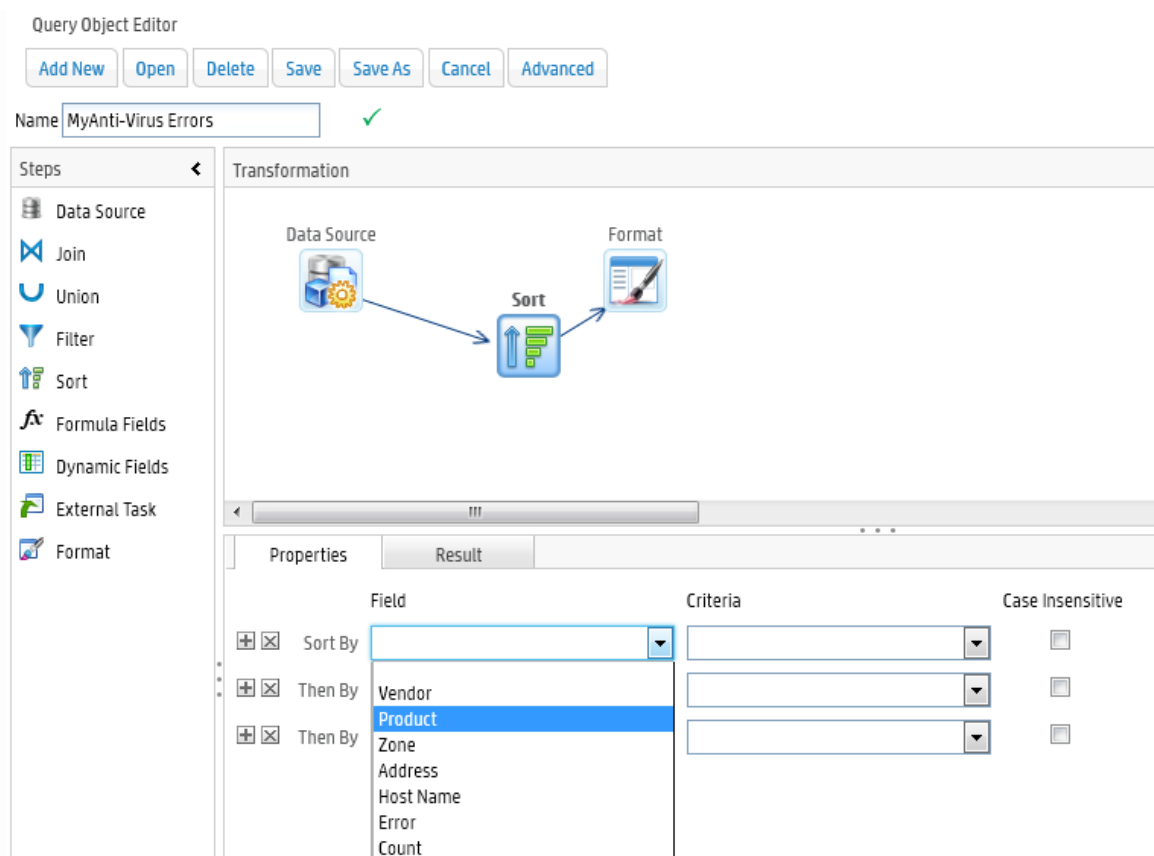 Query Object Editor
Add New Open Delete Save Save As Cancel Advanced
Name MyAnti-Virus Errors
Steps
Transformation
Data Source
Join
Union
Filter
Sort
fx Formula Fields
Dynamic Fields
External Task
Format
Data Source
Format
Sort
Properties Result
Field Criteria Case Insensitive
Sort By
Then By
Then By
Vendor
Product
Zone
Address
Host Name
Error
Count